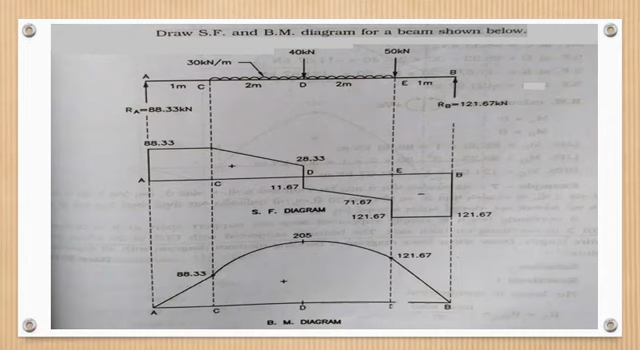 Draw S.F. and B.M. diagram for a beam shown below.
40kN 50kN
30kN/m
A B
1m C 2m D 2m E 1m
RA=88.33kN RB=121.67kN
88.33
28.33
+
A C D E B
11.67
71.67
-
S. F. DIAGRAM
121.67 121.67
205
88.33 121.67
+
A C D E B
B. M. DIAGRAM